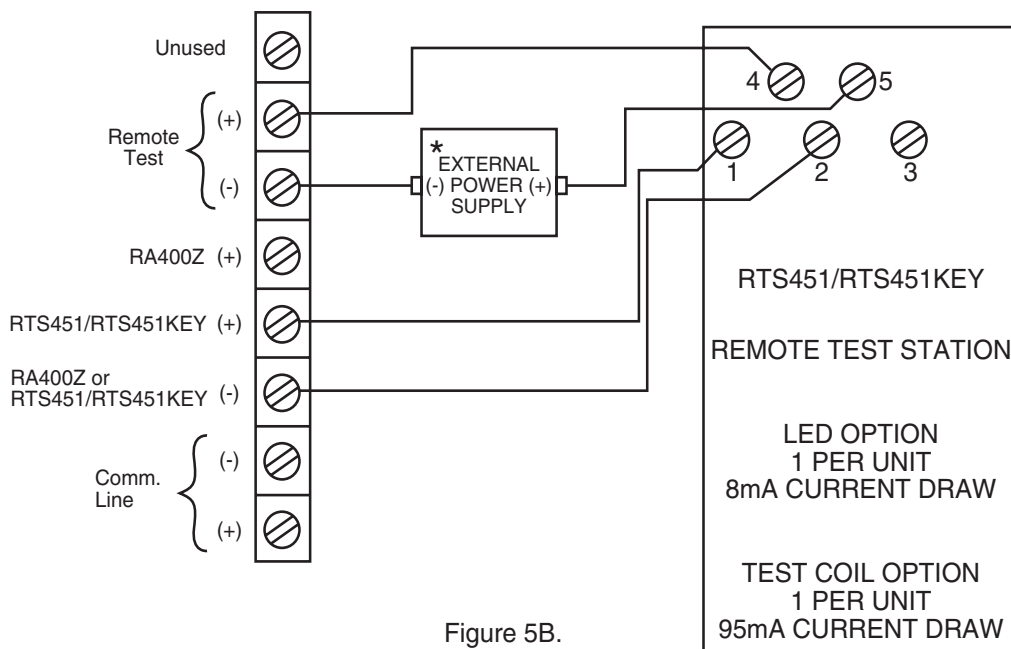 Unused
Remote
Test
(+)
(-)
RA400Z (+)
RTS451/RTS451KEY (+)
RA400Z or
RTS451/RTS451KEY (-)
Comm.
Line
(-)
(+)
*
EXTERNAL
(-) POWER (+)
SUPPLY
4
5
1
2
3
RTS451/RTS451KEY
REMOTE TEST STATION
LED OPTION
1 PER UNIT
8mA CURRENT DRAW
TEST COIL OPTION
1 PER UNIT
95mA CURRENT DRAW
Figure 5B.